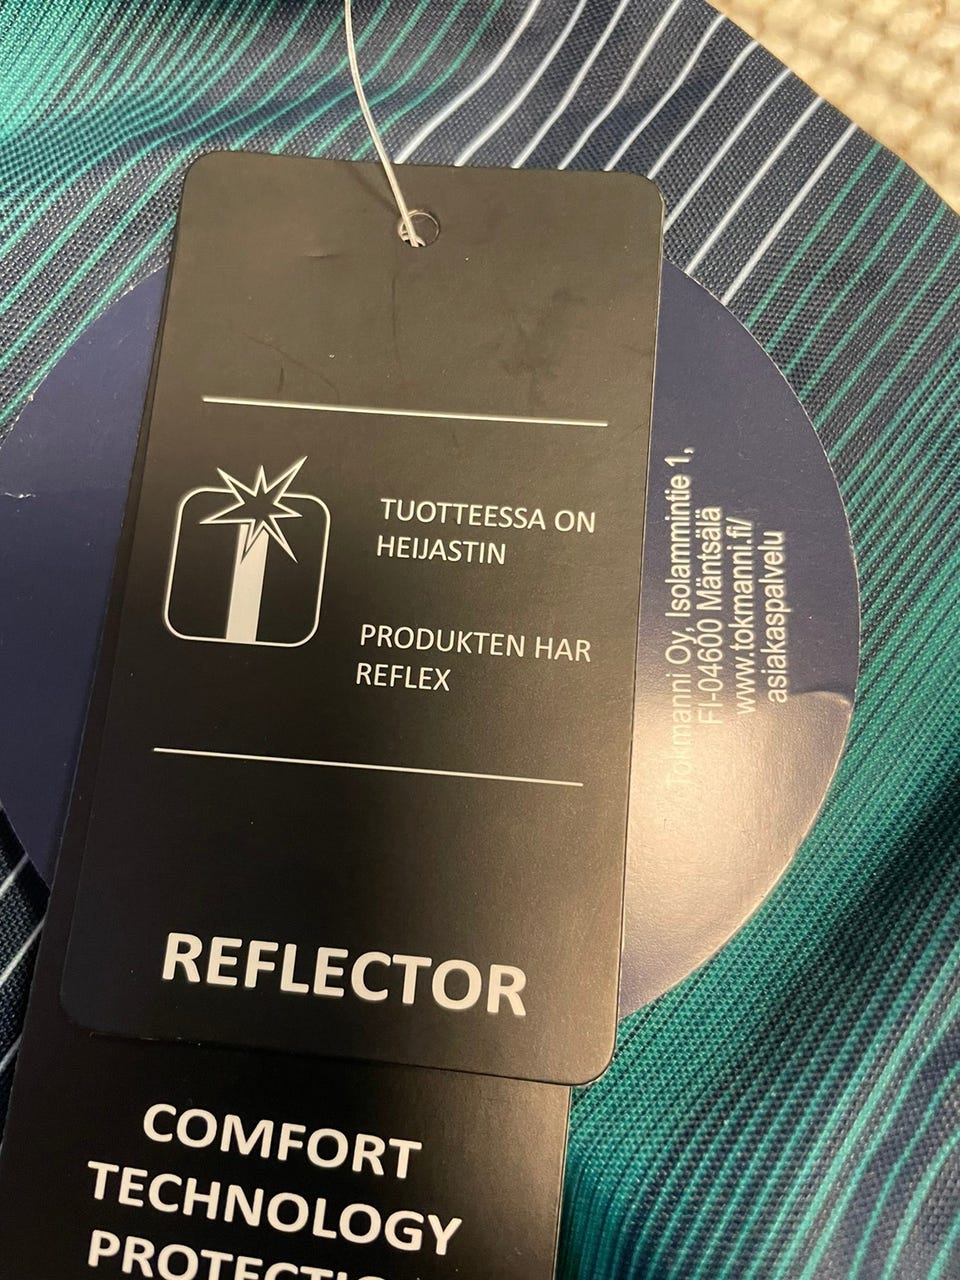 TUOTTEESSA ON
HEIJASTIN
PRODUKTEN HAR
REFLEX
REFLECTOR
COMFORT
TECHNOLOGY
Tokmanni Oy, Isolammintie 1,
FI-04600 Mäntsälä
www.tokmanni.fi/
asiakaspalvelu